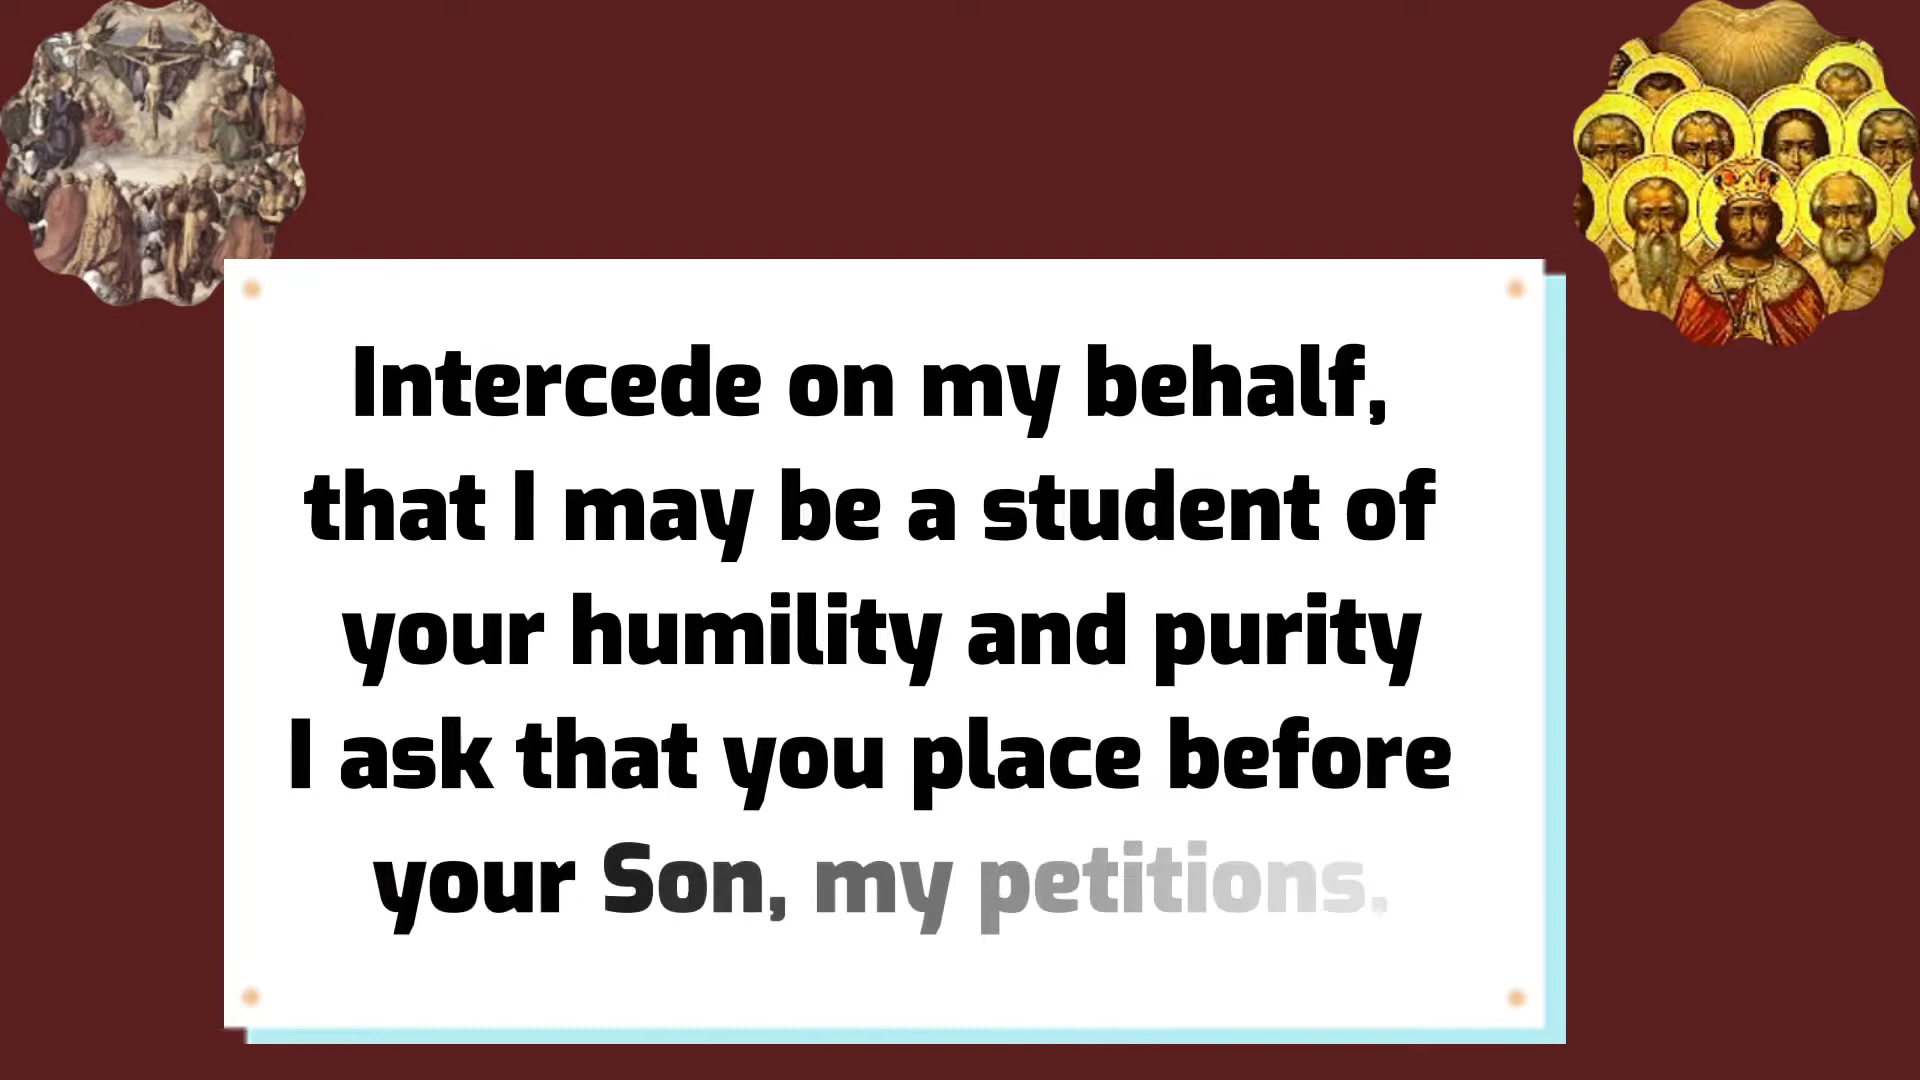 Intercede on my behalf,
that I may be a student of
your humility and purity
I ask that you place before
your Son, my petitions.